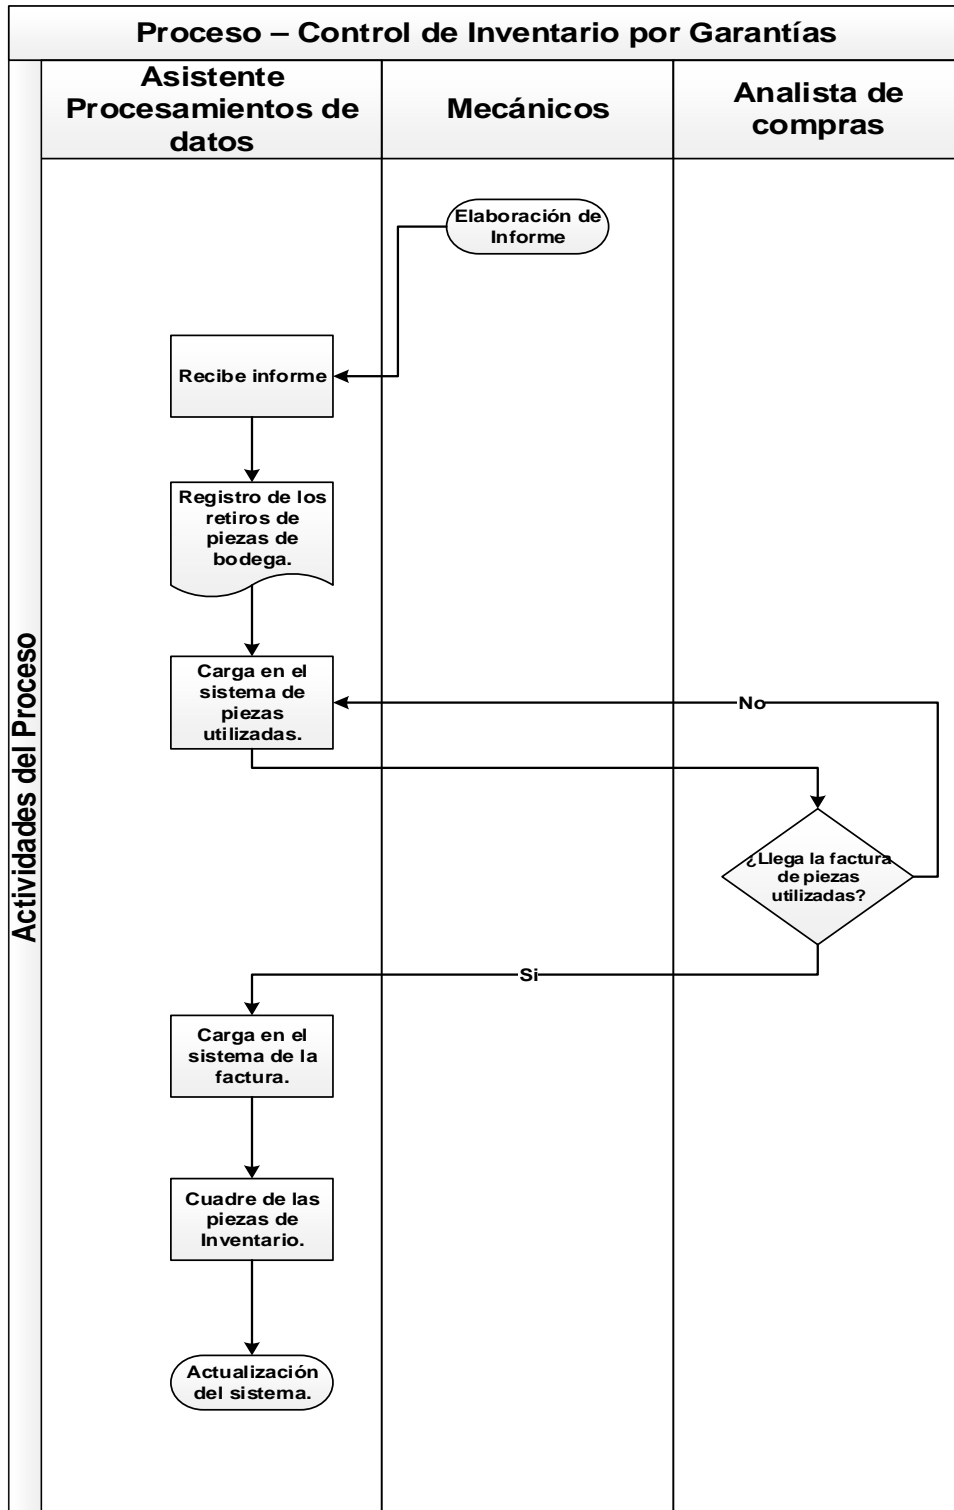 Proceso – Control de Inventario por Garantías
Asistente
Procesamientos de
datos
Mecánicos
Analista de
compras
Actividades del Proceso
Elaboración de
Informe
Recibe informe
Registro de los
retiros de
piezas de
bodega.
Carga en el
sistema de
piezas
utilizadas.
No
¿Llega la factura
de piezas
utilizadas?
Si
Carga en el
sistema de la
factura.
Cuadre de las
piezas de
Inventario.
Actualización
del sistema.